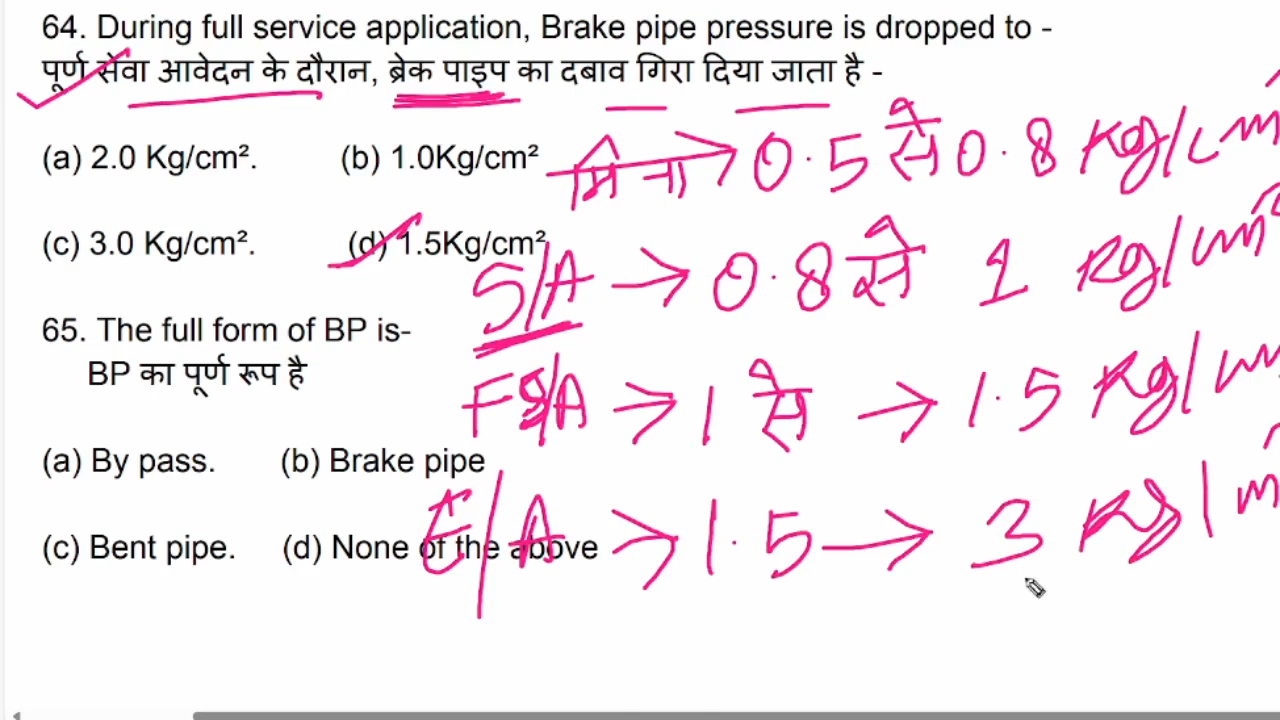 64. During full service application, Brake pipe pressure is dropped to -
पूर्ण सेवा आवेदन के दौरान, ब्रेक पाइप का दबाव गिरा दिया जाता है -
(a) 2.0 Kg/cm². (b) 1.0Kg/cm²
मिना → 0.5 से 0.8 Kg/cm
(c) 3.0 Kg/cm². (d) 1.5Kg/cm²
S/A → 0.8 से 1 Kg/cm²
65. The full form of BP is-
BP का पूर्ण रूप है
FS/A → 1 से → 1.5 Kg/cm
(a) By pass. (b) Brake pipe
(c) Bent pipe. (d) None of the above
E/A → 1.5 → 3 Kg/m